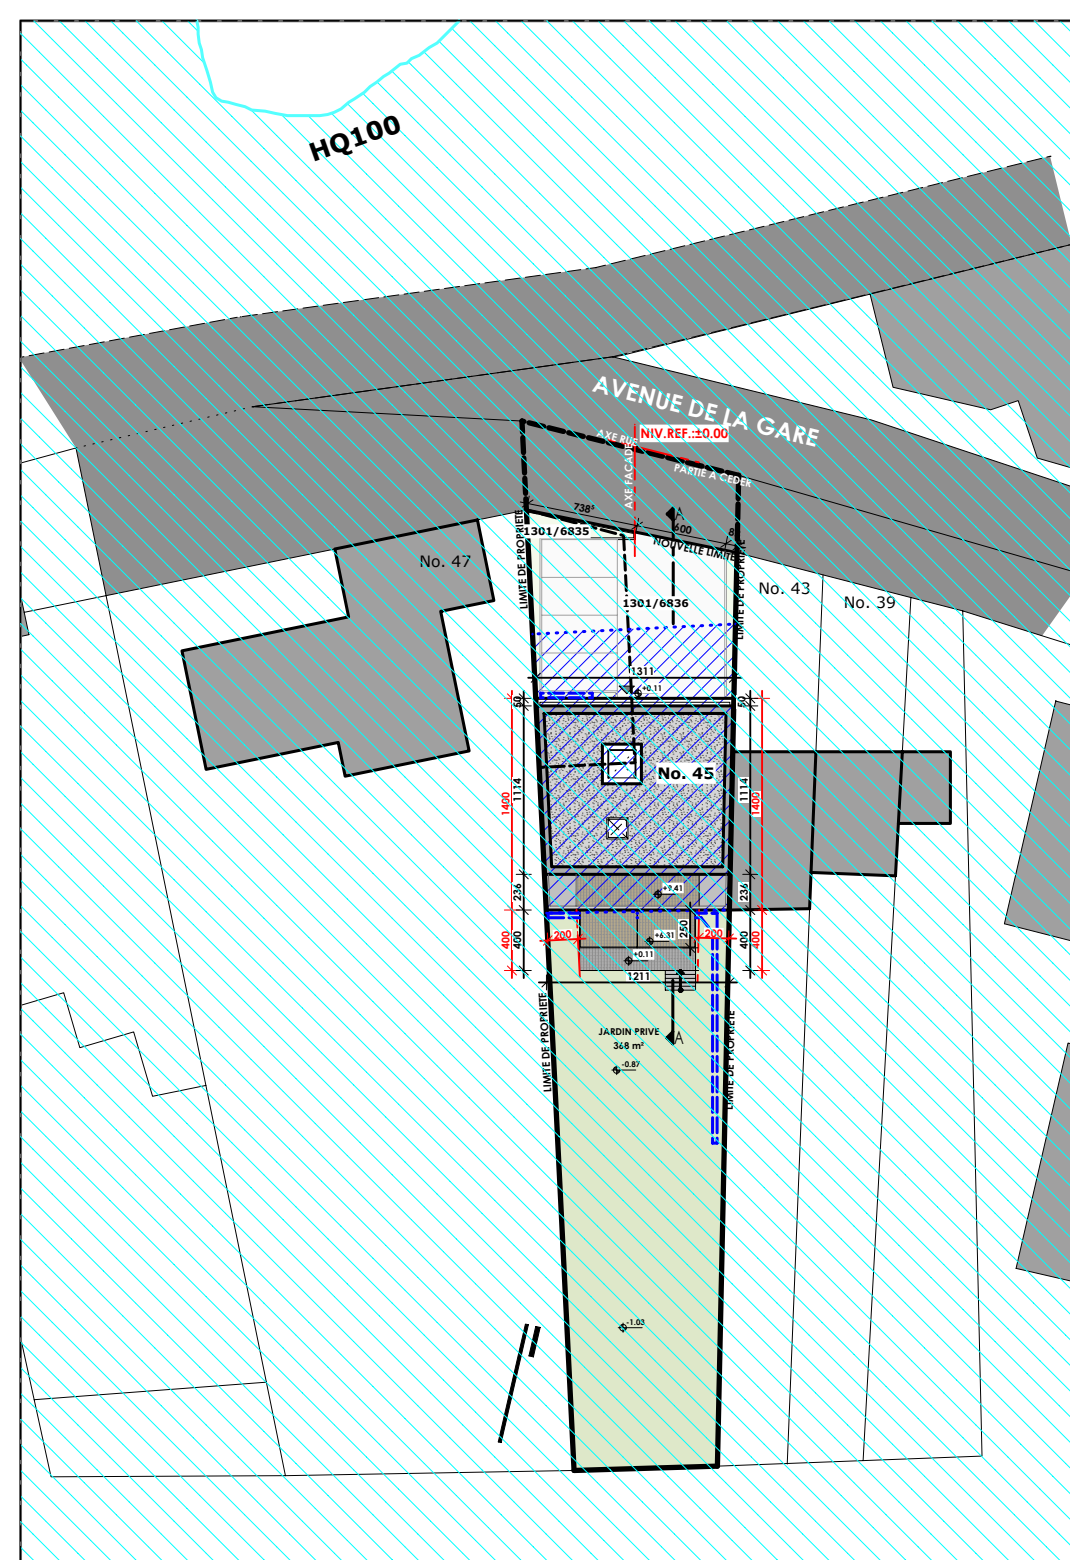 HQ100
AVENUE DE LA GARE
AXE RUE
NIV.REF.:±0.00
AXE FACADE
PARTIE A CEDER
738⁵
600
8
A
NOUVELLE LIMITE
1301/6835
LIMITE DE PROPRIETE
LIMITE DE PROPRIETE
No. 47
No. 43
No. 39
1301/6836
1311
+0.11
50
50
No. 45
1400
1114
1114
1400
236
+9.41
236
400
400
200
+6.31
250
200
400
400
+0.11
1211
LIMITE DE PROPRIETE
LIMITE DE PROPRIETE
JARDIN PRIVE
368 m²
A
-0.87
-1.03